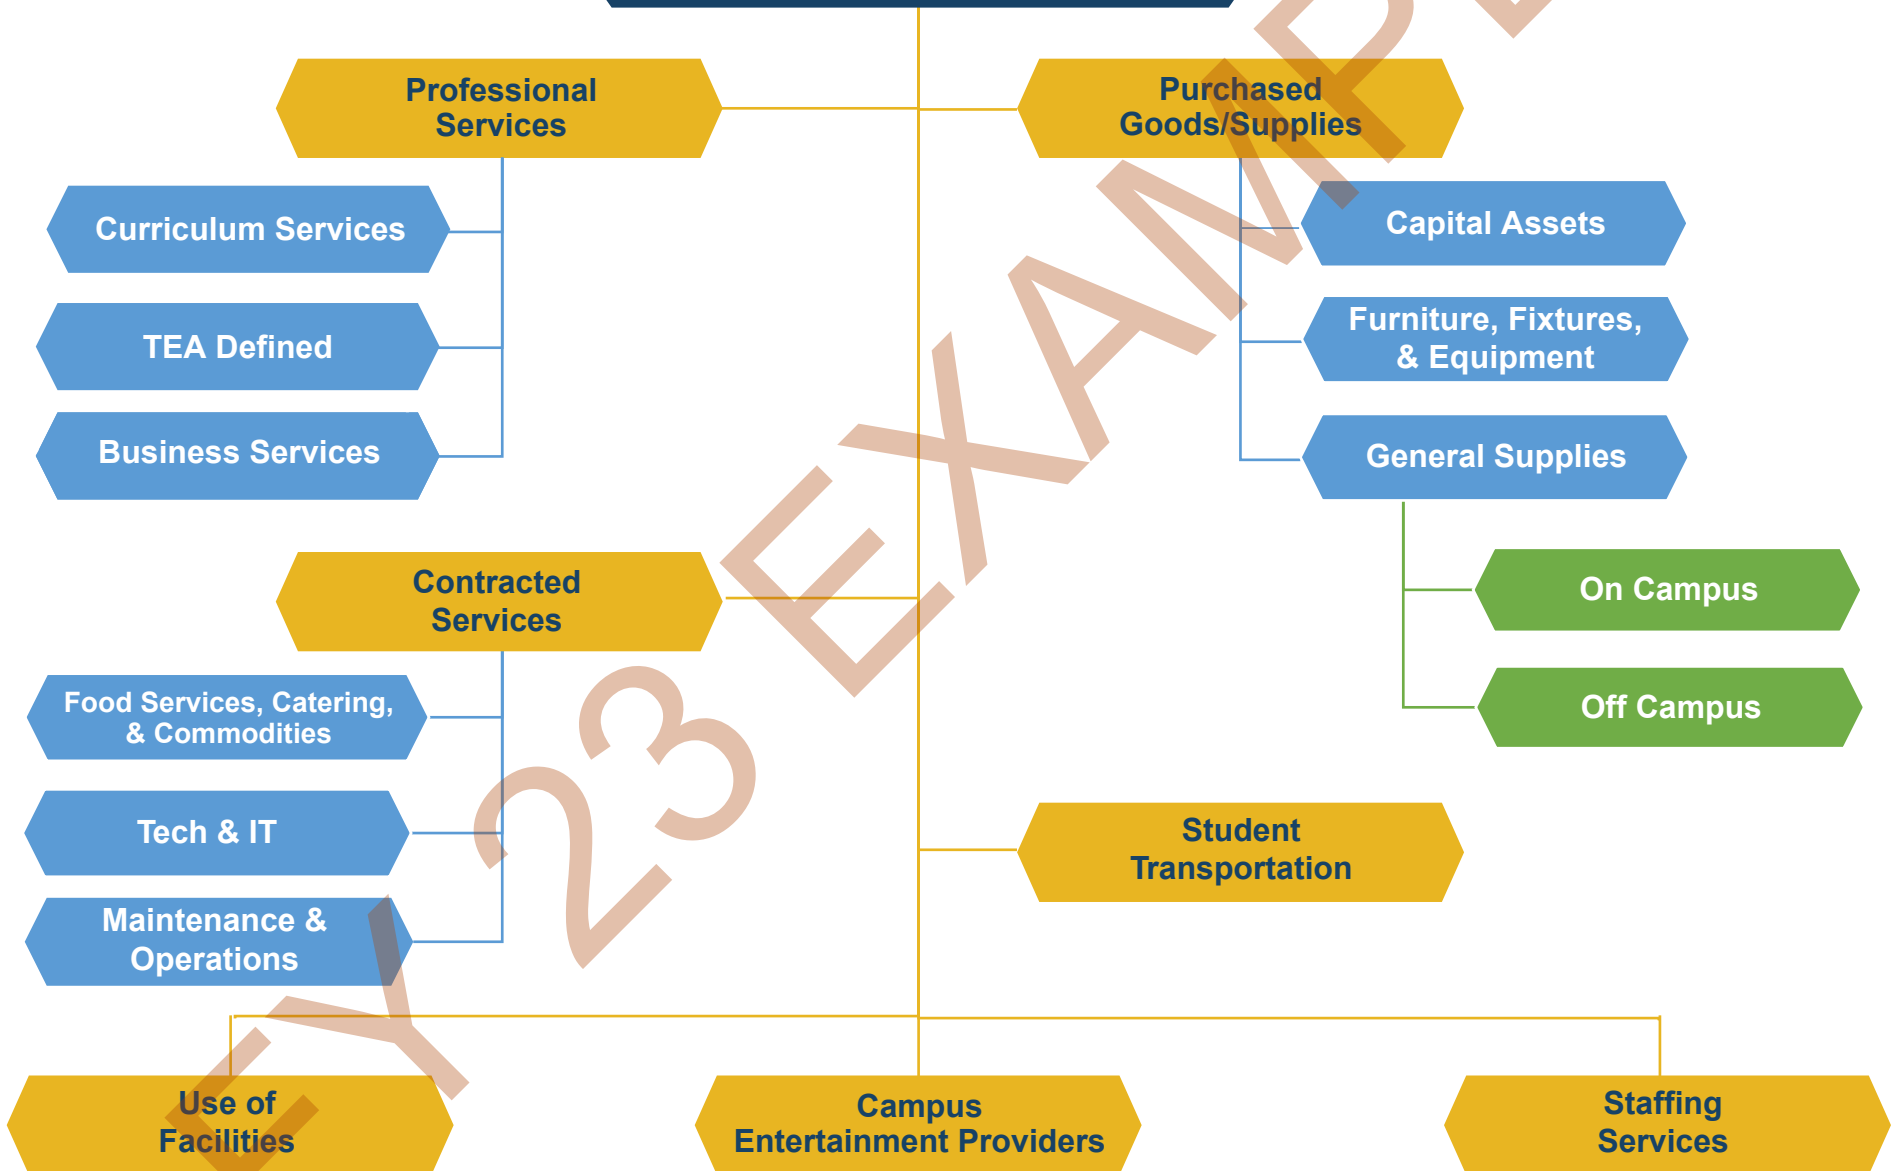 Professional
Services
Curriculum Services
TEA Defined
Business Services
Purchased
Goods/Supplies
Capital Assets
Furniture, Fixtures,
& Equipment
General Supplies
On Campus
Off Campus
Contracted
Services
Food Services, Catering,
& Commodities
Tech & IT
Maintenance &
Operations
Student
Transportation
Use of
Facilities
Campus
Entertainment Providers
Staffing
Services
FY 23